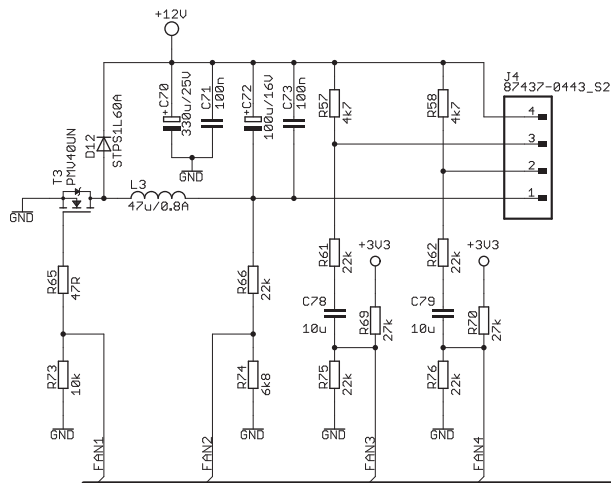 +12V
J4
87437-0443_S2
C70
330u/25V
C71
100n
C72
100u/16V
C73
100n
R57
4k7
R58
4k7
4
3
2
1
D12
STPS1L60A
GND
T3
PMV40UN
GND
L3
47u/0.8A
R61
22k
+3V3
R62
22k
+3V3
R65
47R
R66
22k
C78
10u
R69
27k
C79
10u
R70
27k
R73
10k
R74
6k8
R75
22k
R76
22k
GND
GND
GND
GND
FAN1
FAN2
FAN3
FAN4